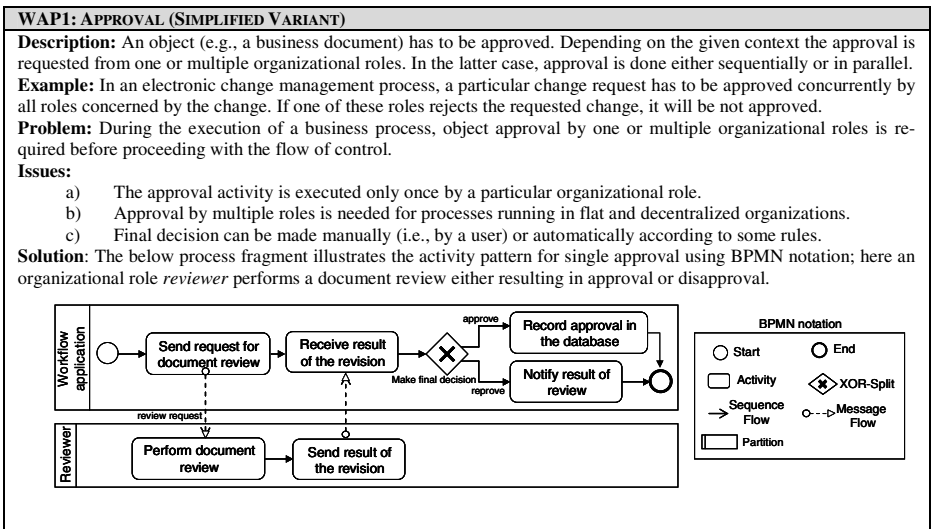 WAP1: APPROVAL (SIMPLIFIED VARIANT)
Description: An object (e.g., a business document) has to be approved. Depending on the given context the approval is
requested from one or multiple organizational roles. In the latter case, approval is done either sequentially or in parallel.
Example: In an electronic change management process, a particular change request has to be approved concurrently by
all roles concerned by the change. If one of these roles rejects the requested change, it will be not approved.
Problem: During the execution of a business process, object approval by one or multiple organizational roles is re-
quired before proceeding with the flow of control.
Issues:
a) The approval activity is executed only once by a particular organizational role.
b) Approval by multiple roles is needed for processes running in flat and decentralized organizations.
c) Final decision can be made manually (i.e., by a user) or automatically according to some rules.
Solution: The below process fragment illustrates the activity pattern for single approval using BPMN notation; here an
organizational role reviewer performs a document review either resulting in approval or disapproval.
Workflow
application
Send request for
document review
Receive result
of the revision
Make final decision
approve
reprove
Record approval in
the database
Notify result of
review
review request
Reviewer
Perform document
review
Send result of
the revision
BPMN notation
Start
End
Activity
XOR-Split
Sequence
Flow
Message
Flow
Partition